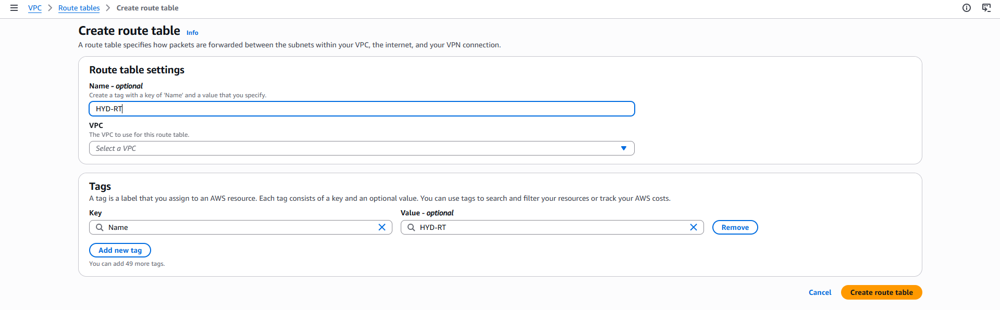 VPC > Route tables > Create route table
Create route table Info
A route table specifies how packets are forwarded between the subnets within your VPC, the internet, and your VPN connection.
Route table settings
Name - optional
Create a tag with a key of 'Name' and a value that you specify.
HYD-RT
VPC
The VPC to use for this route table.
Select a VPC
Tags
A tag is a label that you assign to an AWS resource. Each tag consists of a key and an optional value. You can use tags to search and filter your resources or track your AWS costs.
Key Value - optional
Name HYD-RT Remove
Add new tag
You can add 49 more tags.
Cancel Create route table